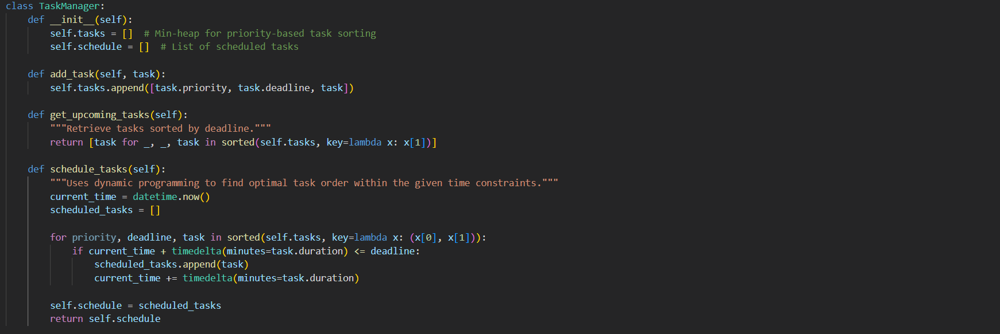 class TaskManager:
    def __init__(self):
        self.tasks = []  # Min-heap for priority-based task sorting
        self.schedule = []  # List of scheduled tasks

    def add_task(self, task):
        self.tasks.append([task.priority, task.deadline, task])

    def get_upcoming_tasks(self):
        """Retrieve tasks sorted by deadline."""
        return [task for _, _, task in sorted(self.tasks, key=lambda x: x[1])]

    def schedule_tasks(self):
        """Uses dynamic programming to find optimal task order within the given time constraints."""
        current_time = datetime.now()
        scheduled_tasks = []

        for priority, deadline, task in sorted(self.tasks, key=lambda x: (x[0], x[1])):
            if current_time + timedelta(minutes=task.duration) <= deadline:
                scheduled_tasks.append(task)
                current_time += timedelta(minutes=task.duration)

        self.schedule = scheduled_tasks
        return self.schedule